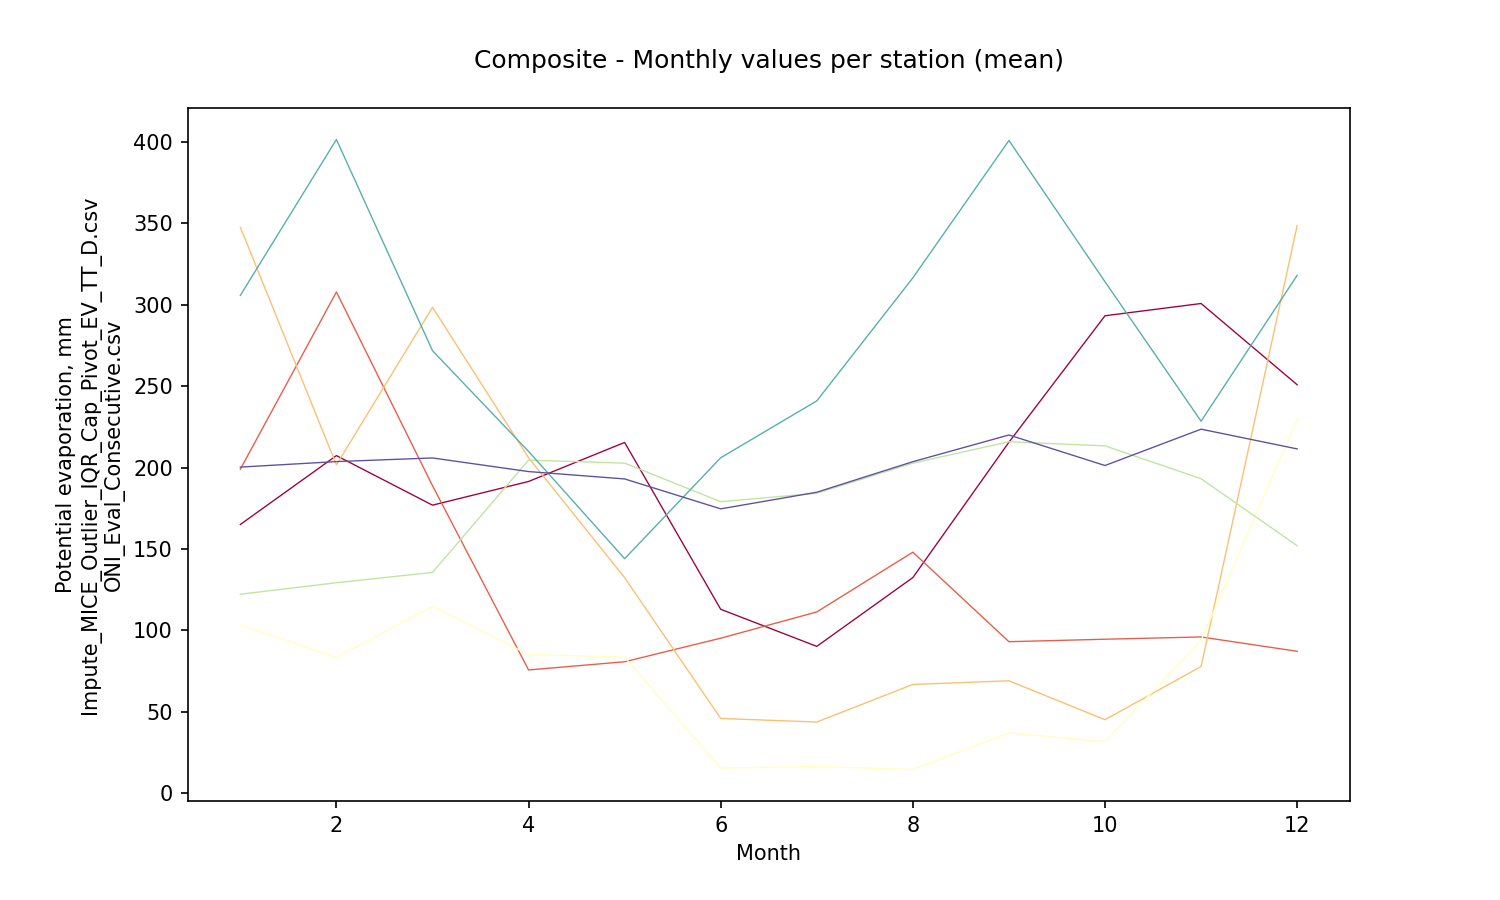 Composite - Monthly values per station (mean)
Potential evaporation, mm
Impute_MICE_Outlier_IQR_Cap_Pivot_EV_TT_D.csv
ONI_Eval_Consecutive.csv
400
350
300
250
200
150
100
50
0
2 4 6 8 10 12
Month